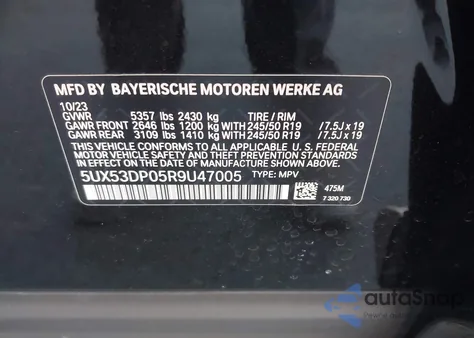 MFD BY BAYERISCHE MOTOREN WERKE AG
10/23
GVWR 5357 lbs 2430 kg TIRE / RIM
GAWR FRONT 2646 lbs 1200 kg WITH 245/50 R19 / 7.5J x 19
GAWR REAR 3109 lbs 1410 kg WITH 245/50 R19 / 7.5J x 19
THIS VEHICLE CONFORMS TO ALL APPLICABLE U. S. FEDERAL
MOTOR VEHICLE SAFETY STANDARDS IN EFFECT ON THE
DATE OF MANUFACTURE SHOWN ABOVE.
5UX53DP05R9U47005 TYPE: MPV
475M
7 320 730
autoSnap